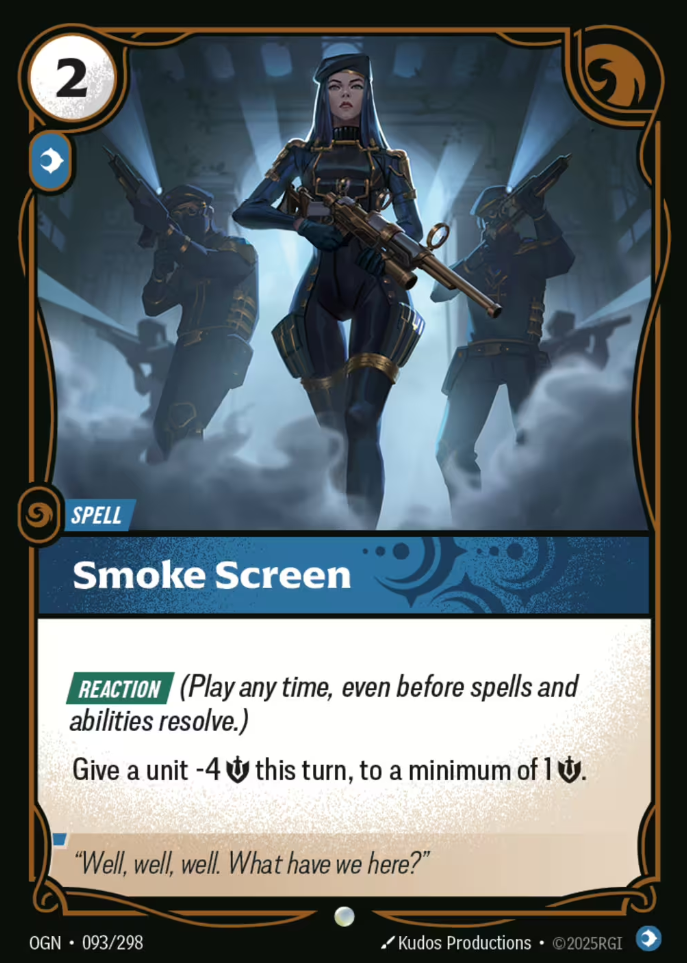 2
SPELL
Smoke Screen
REACTION (Play any time, even before spells and
abilities resolve.)
Give a unit -4 this turn, to a minimum of 1.
“Well, well, well. What have we here?”
OGN • 093/298
Kudos Productions • ©2025RGI